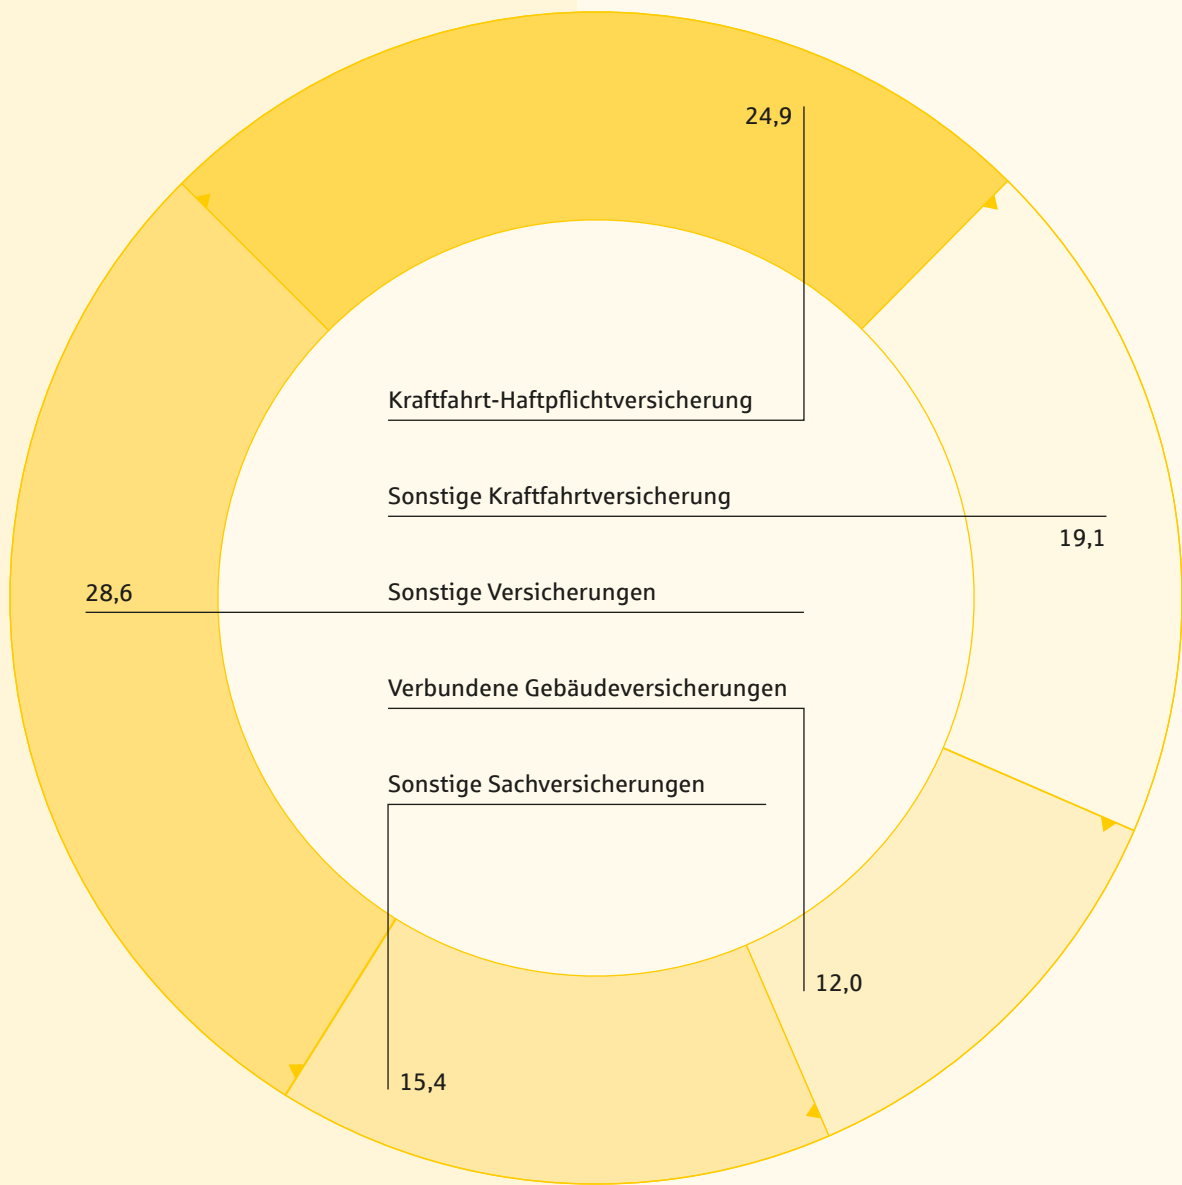 24,9
Kraftfahrt-Haftpflichtversicherung
Sonstige Kraftfahrtversicherung
19,1
28,6
Sonstige Versicherungen
Verbundene Gebäudeversicherungen
Sonstige Sachversicherungen
12,0
15,4